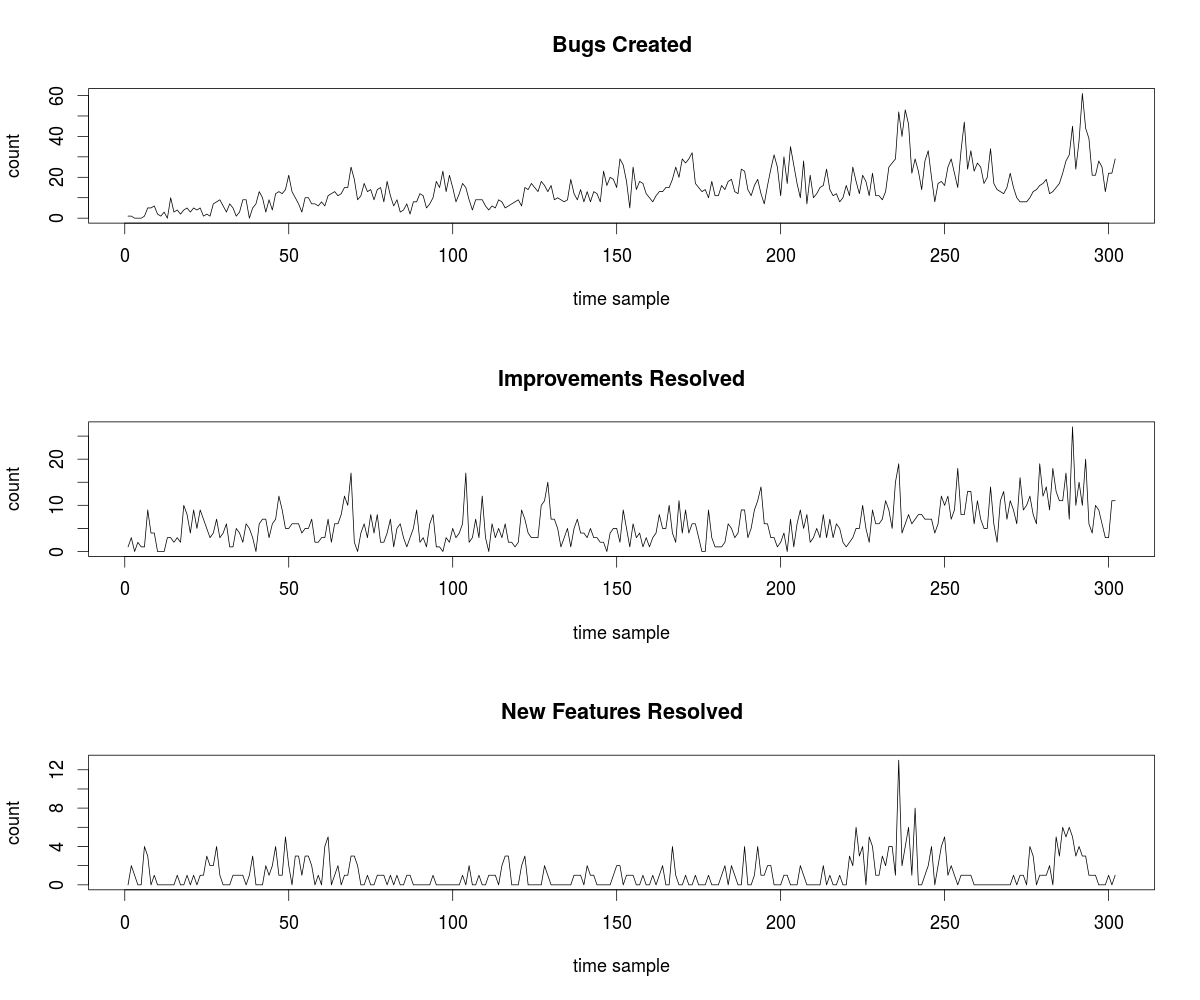 Bugs Created
60
40
20
0
count
0 50 100 150 200 250 300
time sample
Improvements Resolved
20
10
0
count
0 50 100 150 200 250 300
time sample
New Features Resolved
12
8
4
0
count
0 50 100 150 200 250 300
time sample